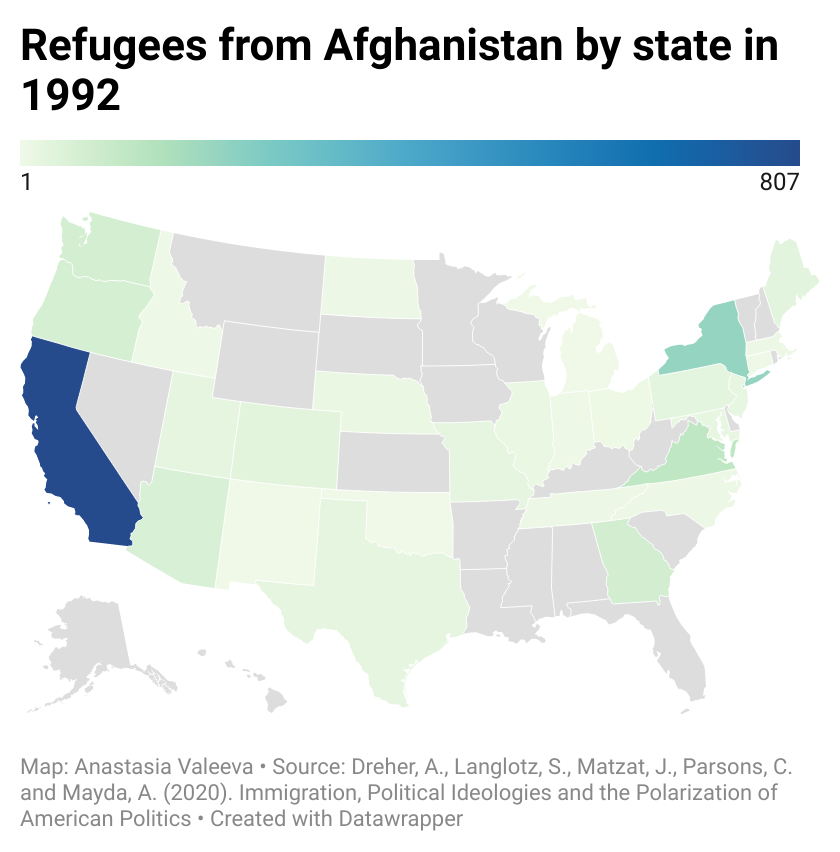 Refugees from Afghanistan by state in
1992
1
807
Map: Anastasia Valeeva • Source: Dreher, A., Langlotz, S., Matzat, J., Parsons, C.
and Mayda, A. (2020). Immigration, Political Ideologies and the Polarization of
American Politics • Created with Datawrapper